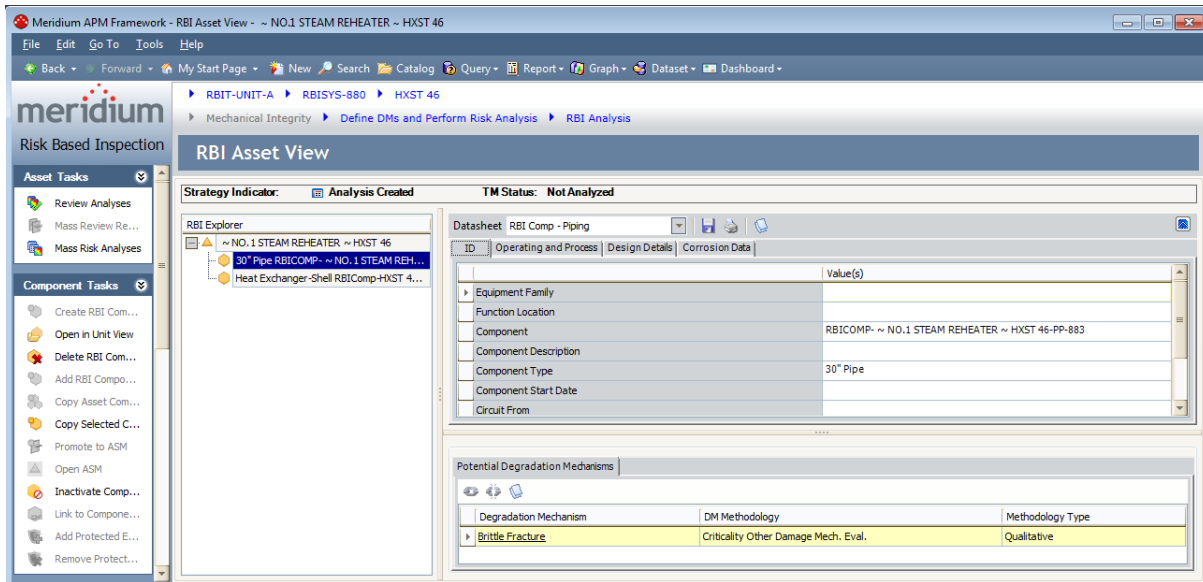 Meridium APM Framework - RBI Asset View - ~ NO.1 STEAM REHEATER ~ HXST 46
File Edit Go To Tools Help
Back Forward My Start Page New Search Catalog Query Report Graph Dataset Dashboard
meridium
Risk Based Inspection
RBIT-UNIT-A RBISYS-880 HXST 46
Mechanical Integrity Define DMs and Perform Risk Analysis RBI Analysis
RBI Asset View
Asset Tasks
Review Analyses
Mass Review Re...
Mass Risk Analyses
Component Tasks
Create RBI Com...
Open in Unit View
Delete RBI Com...
Add RBI Compo...
Copy Asset Com...
Copy Selected C...
Promote to ASM
Open ASM
Inactivate Comp...
Link to Compone...
Add Protected E...
Remove Protect...
Strategy Indicator: Analysis Created TM Status: Not Analyzed
RBI Explorer
~ NO.1 STEAM REHEATER ~ HXST 46
30" Pipe RBICOMP- ~ NO.1 STEAM REH...
Heat Exchanger-Shell RBIComp-HXST 4...
Datasheet RBI Comp - Piping
ID Operating and Process Design Details Corrosion Data
Value(s)
Equipment Family
Function Location
Component RBICOMP- ~ NO.1 STEAM REHEATER ~ HXST 46-PP-883
Component Description
Component Type 30" Pipe
Component Start Date
Circuit From
Potential Degradation Mechanisms
Degradation Mechanism DM Methodology Methodology Type
Brittle Fracture Criticality Other Damage Mech. Eval. Qualitative